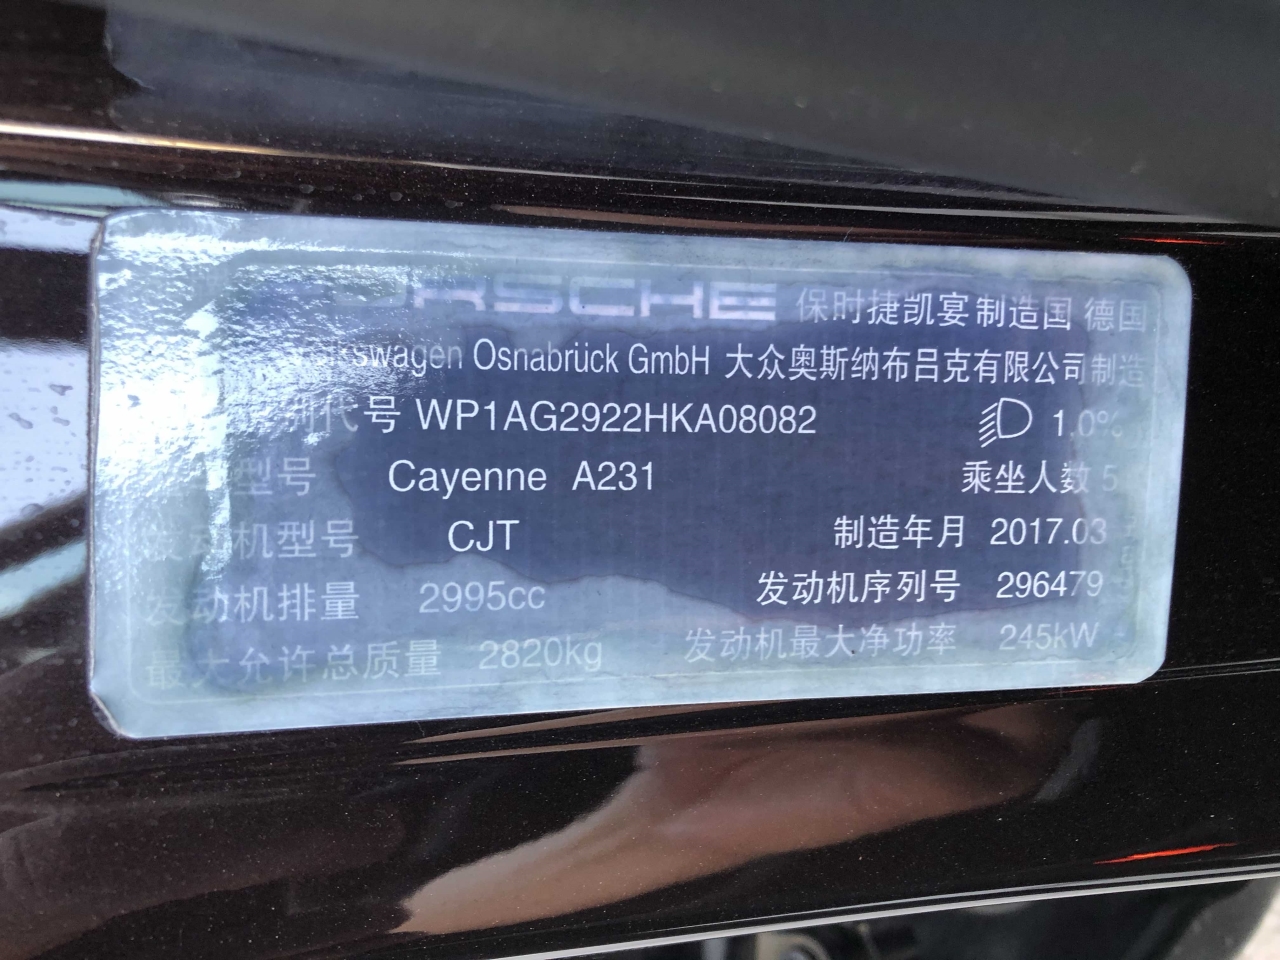 PORSCHE 保时捷凯宴 制造国 德国
Volkswagen Osnabrück GmbH 大众奥斯纳布吕克有限公司制造
代号 WP1AG2922HKA08082 1.0%
型号 Cayenne A231 乘坐人数 5
发动机型号 CJT 制造年月 2017.03
发动机排量 2995cc 发动机序列号 296479
最大允许总质量 2820kg 发动机最大净功率 245kW